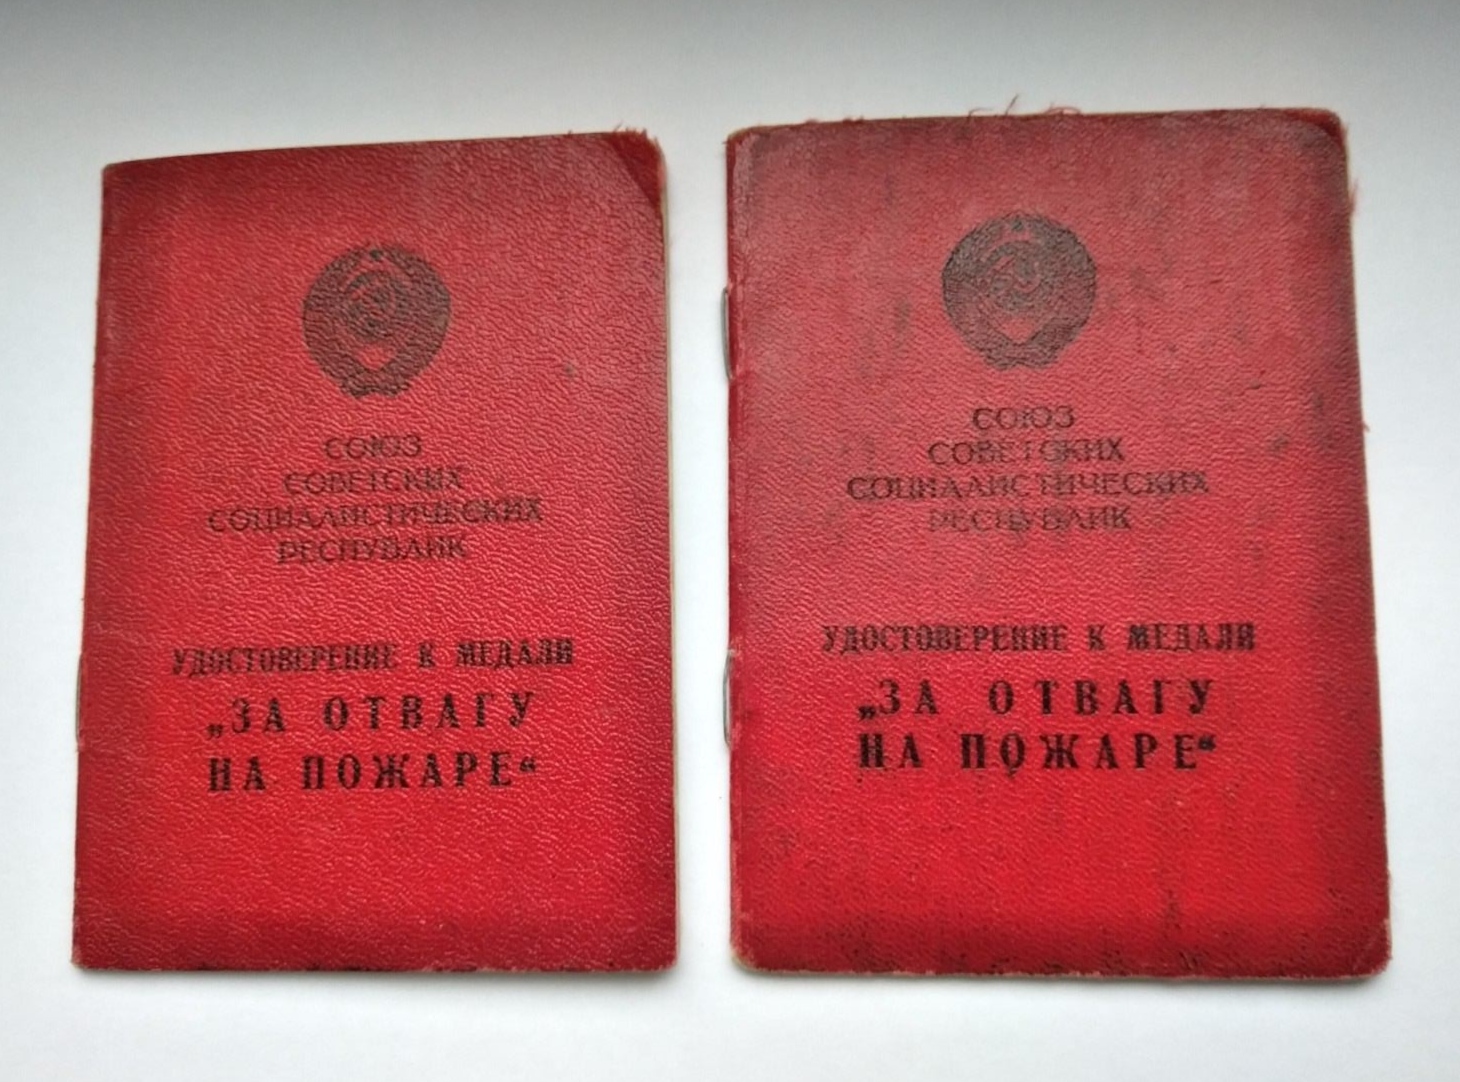 СОЮЗ
СОВЕТСКИХ
СОЦИАЛИСТИЧЕСКИХ
РЕСПУБЛИК
УДОСТОВЕРЕНИЕ К МЕДАЛИ
„ЗА ОТВАГУ
НА ПОЖАРЕ“
СОЮЗ
СОВЕТСКИХ
СОЦИАЛИСТИЧЕСКИХ
РЕСПУБЛИК
УДОСТОВЕРЕНИЕ К МЕДАЛИ
„ЗА ОТВАГУ
НА ПОЖАРЕ“